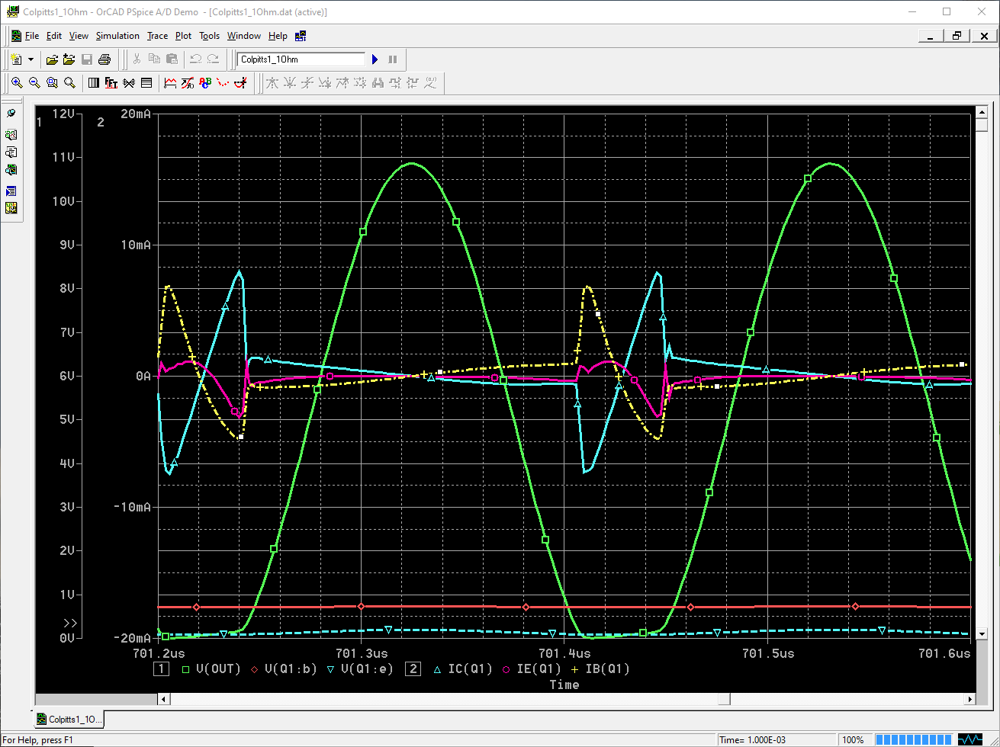 Colpitts1_1Ohm - OrCAD PSpice A/D Demo - [Colpitts1_1Ohm.dat (active)]
File Edit View Simulation Trace Plot Tools Window Help
Colpitts1_1Ohm
FFT
1 12V 2 20mA
11V
10V
9V 10mA
8V
7V
6V 0A
5V
4V
3V -10mA
2V
1V
>>
0V -20mA
701.2us 701.3us 701.4us 701.5us 701.6us
1 V(OUT) V(Q1:b) V(Q1:e) 2 IC(Q1) IE(Q1) IB(Q1)
Time
Colpitts1_1O...
For Help, press F1 Time= 1.000E-03 100%